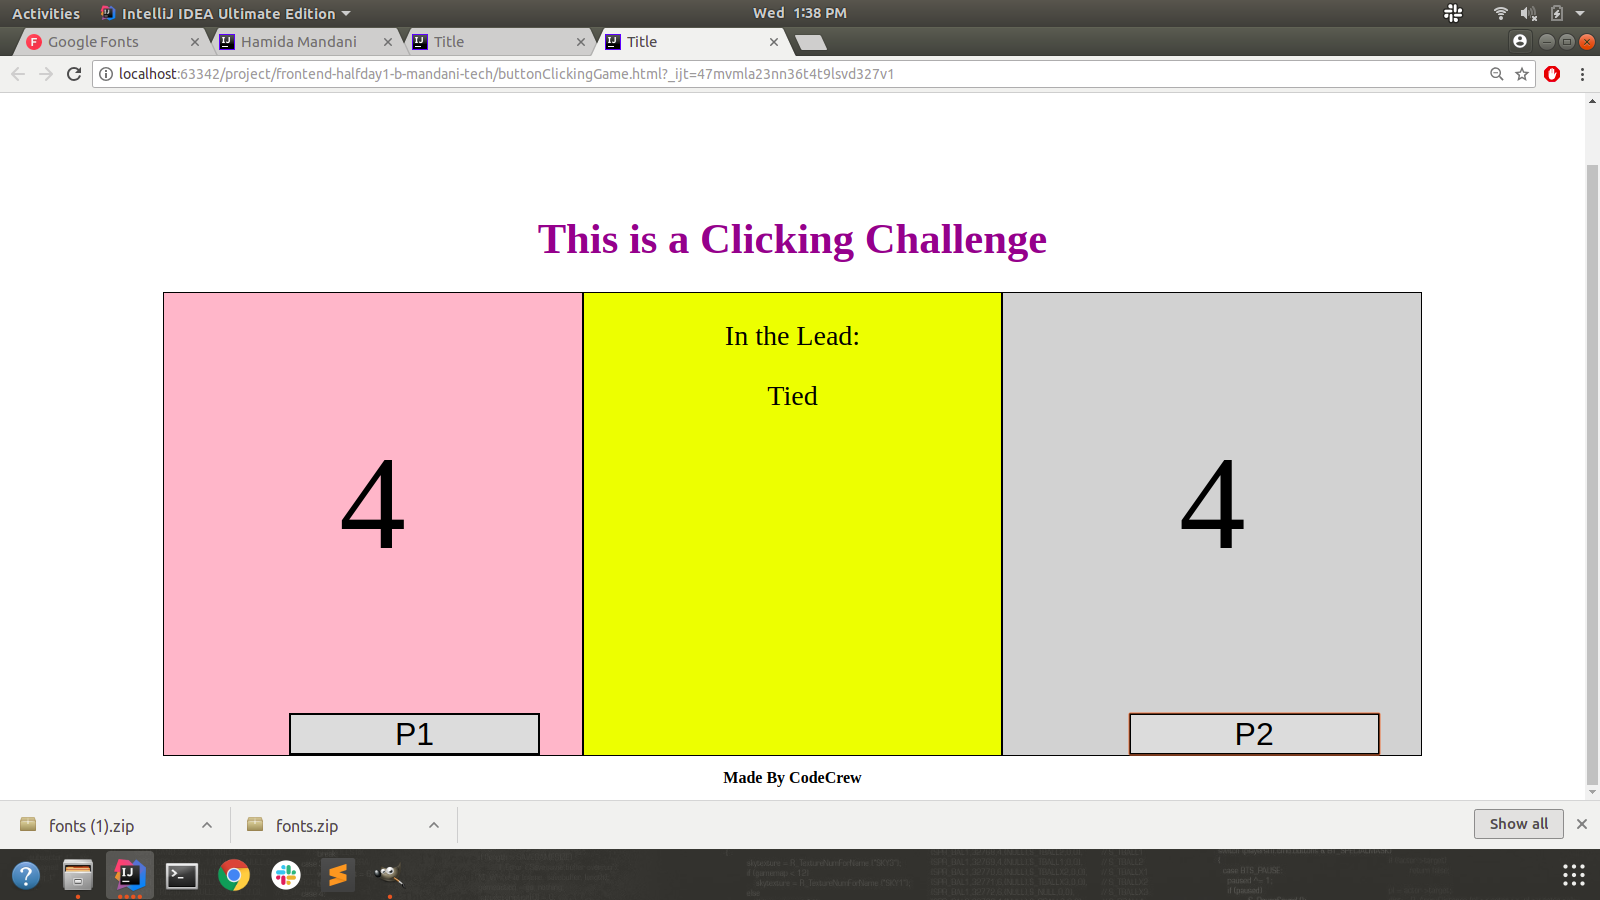 Activities IntelliJ IDEA Ultimate Edition Wed 1:38 PM
Google Fonts Hamida Mandani Title Title
localhost:63342/project/frontend-halfday1-b-mandani-tech/buttonClickingGame.html?_ijt=47mvmla23nn36t4t9lsvd327v1
This is a Clicking Challenge
In the Lead:
Tied
4 4
P1 P2
Made By CodeCrew
fonts (1).zip fonts.zip Show all